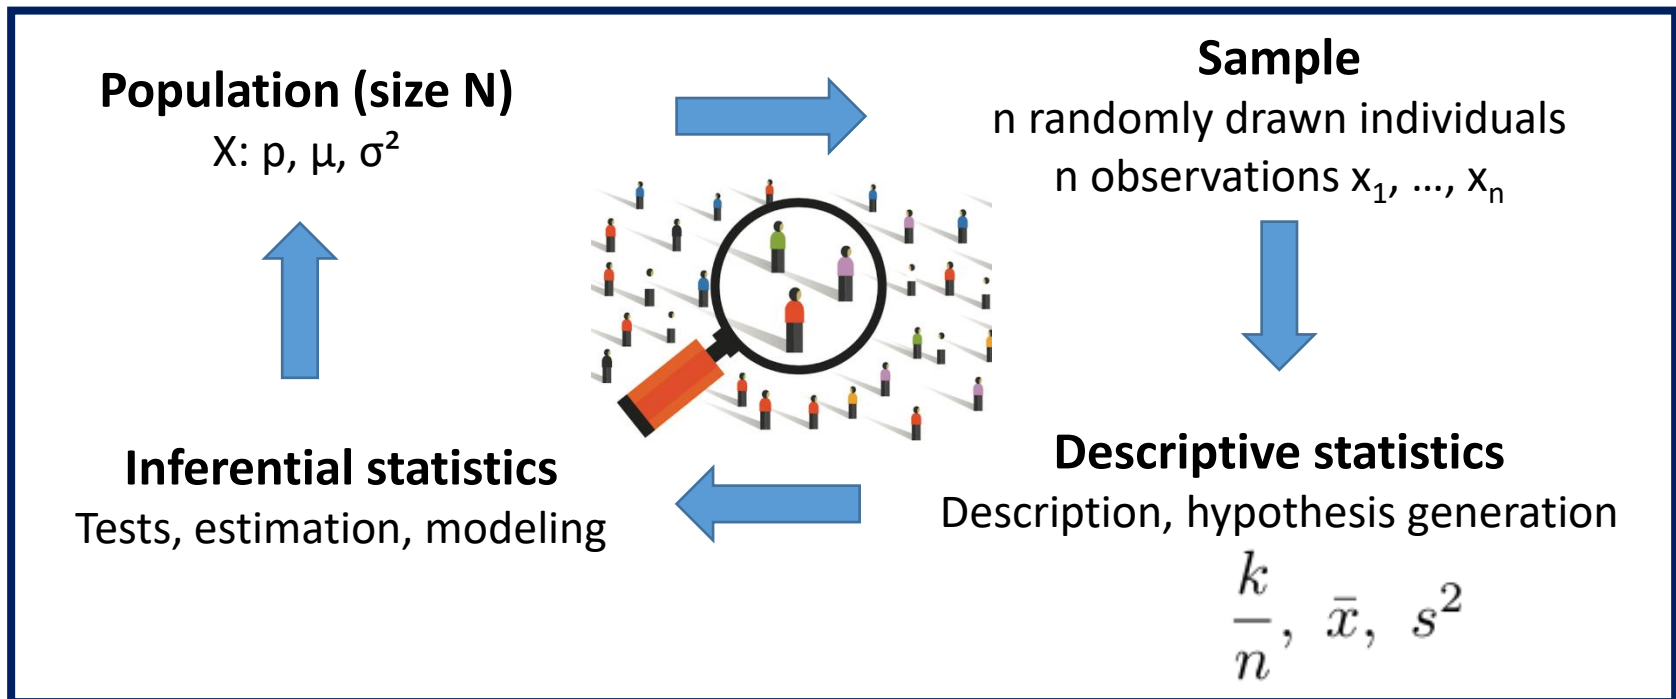 Population (size N)
X: p, μ, σ²
Sample
n randomly drawn individuals
n observations x₁, …, xₙ
Inferential statistics
Tests, estimation, modeling
Descriptive statistics
Description, hypothesis generation
k/n, x̄, s²